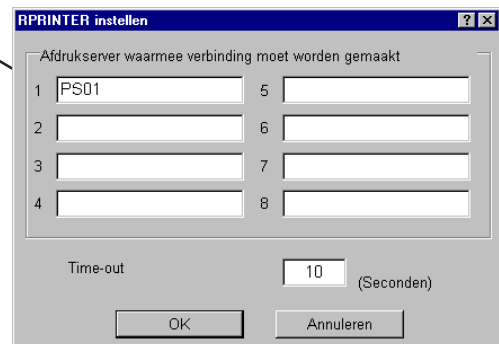 RPRINTER instellen
Afdrukserver waarmee verbinding moet worden gemaakt
1 PS01 5
2 6
3 7
4 8
Time-out 10 (Seconden)
OK Annuleren